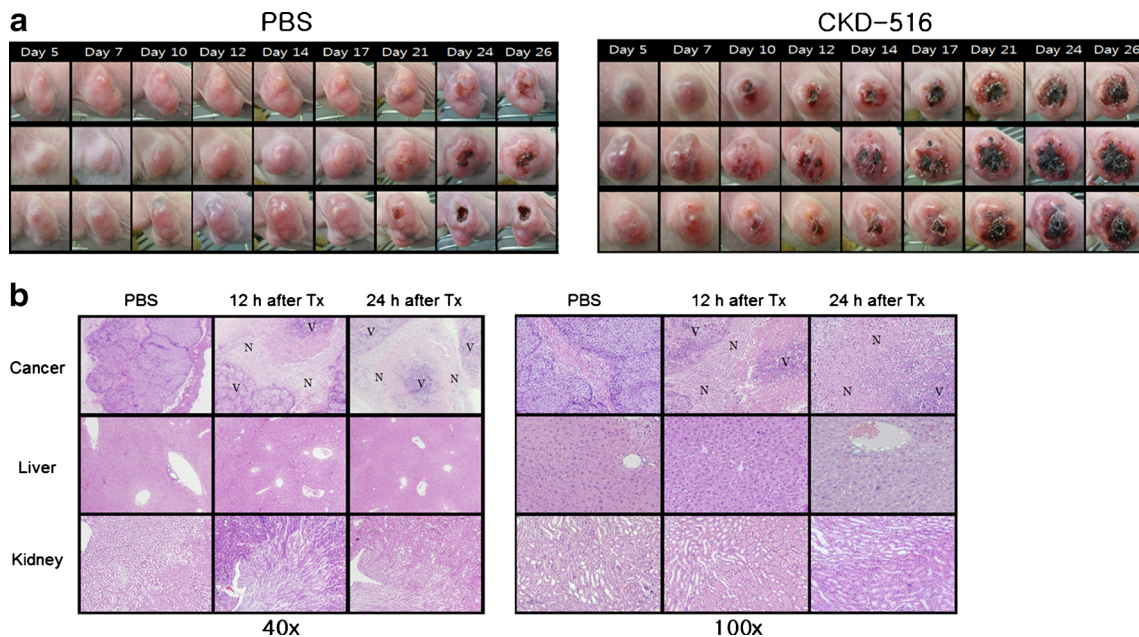 a
PBS
CKD-516
Day 5 Day 7 Day 10 Day 12 Day 14 Day 17 Day 21 Day 24 Day 26
Day 5 Day 7 Day 10 Day 12 Day 14 Day 17 Day 21 Day 24 Day 26
b
PBS 12 h after Tx 24 h after Tx
PBS 12 h after Tx 24 h after Tx
Cancer
V N V N
V V N V N
V N V N
N N V
Liver
Kidney
40x
100x